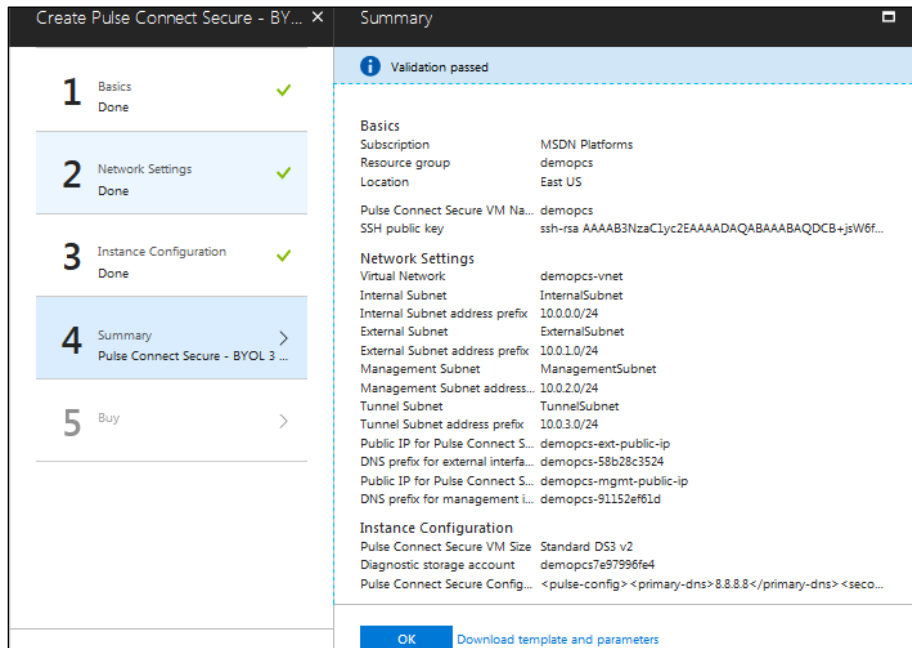 Create Pulse Connect Secure - BY... ×
Summary
1 Basics
Done
2 Network Settings
Done
3 Instance Configuration
Done
4 Summary
Pulse Connect Secure - BYOL 3 ...
5 Buy
Validation passed
Basics
Subscription MSDN Platforms
Resource group demopcs
Location East US
Pulse Connect Secure VM Na... demopcs
SSH public key ssh-rsa AAAAB3NzaC1yc2EAAAADAQABAAABAQDCB+jsW6f...
Network Settings
Virtual Network demopcs-vnet
Internal Subnet InternalSubnet
Internal Subnet address prefix 10.0.0.0/24
External Subnet ExternalSubnet
External Subnet address prefix 10.0.1.0/24
Management Subnet ManagementSubnet
Management Subnet address... 10.0.2.0/24
Tunnel Subnet TunnelSubnet
Tunnel Subnet address prefix 10.0.3.0/24
Public IP for Pulse Connect S... demopcs-ext-public-ip
DNS prefix for external interfa... demopcs-58b28c3524
Public IP for Pulse Connect S... demopcs-mgmt-public-ip
DNS prefix for management i... demopcs-91152ef61d
Instance Configuration
Pulse Connect Secure VM Size Standard DS3 v2
Diagnostic storage account demopcs7e97996fe4
Pulse Connect Secure Config... <pulse-config><primary-dns>8.8.8.8</primary-dns><seco...
OK Download template and parameters